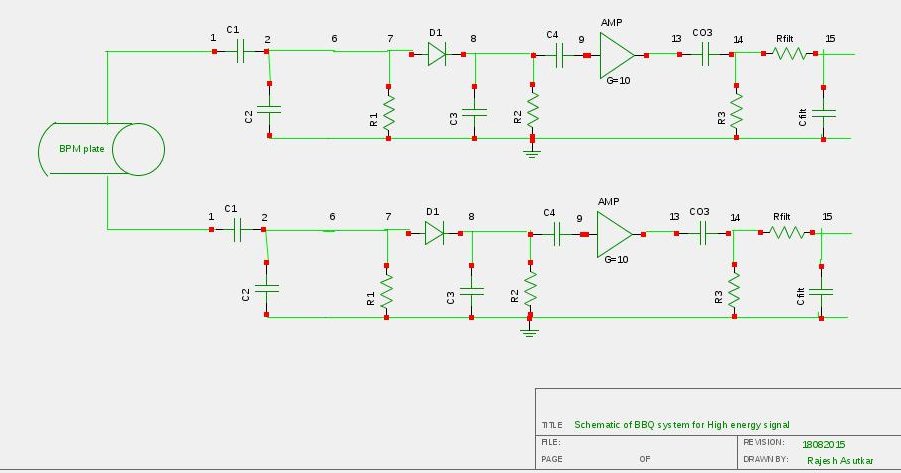 C1 D1 C4 AMP CO3 Rfilt
1 2 6 7 8 9 13 14 15
G=10
C2 R1 C3 R2 R3 Cfilt
BPM plate
C1 D1 C4 AMP CO3 Rfilt
1 2 6 7 8 9 13 14 15
G=10
C2 R1 C3 R2 R3 Cfilt
TITLE Schematic of BBQ system for High energy signal
FILE: REVISION: 18082015
PAGE OF DRAWN BY: Rajesh Asutkar